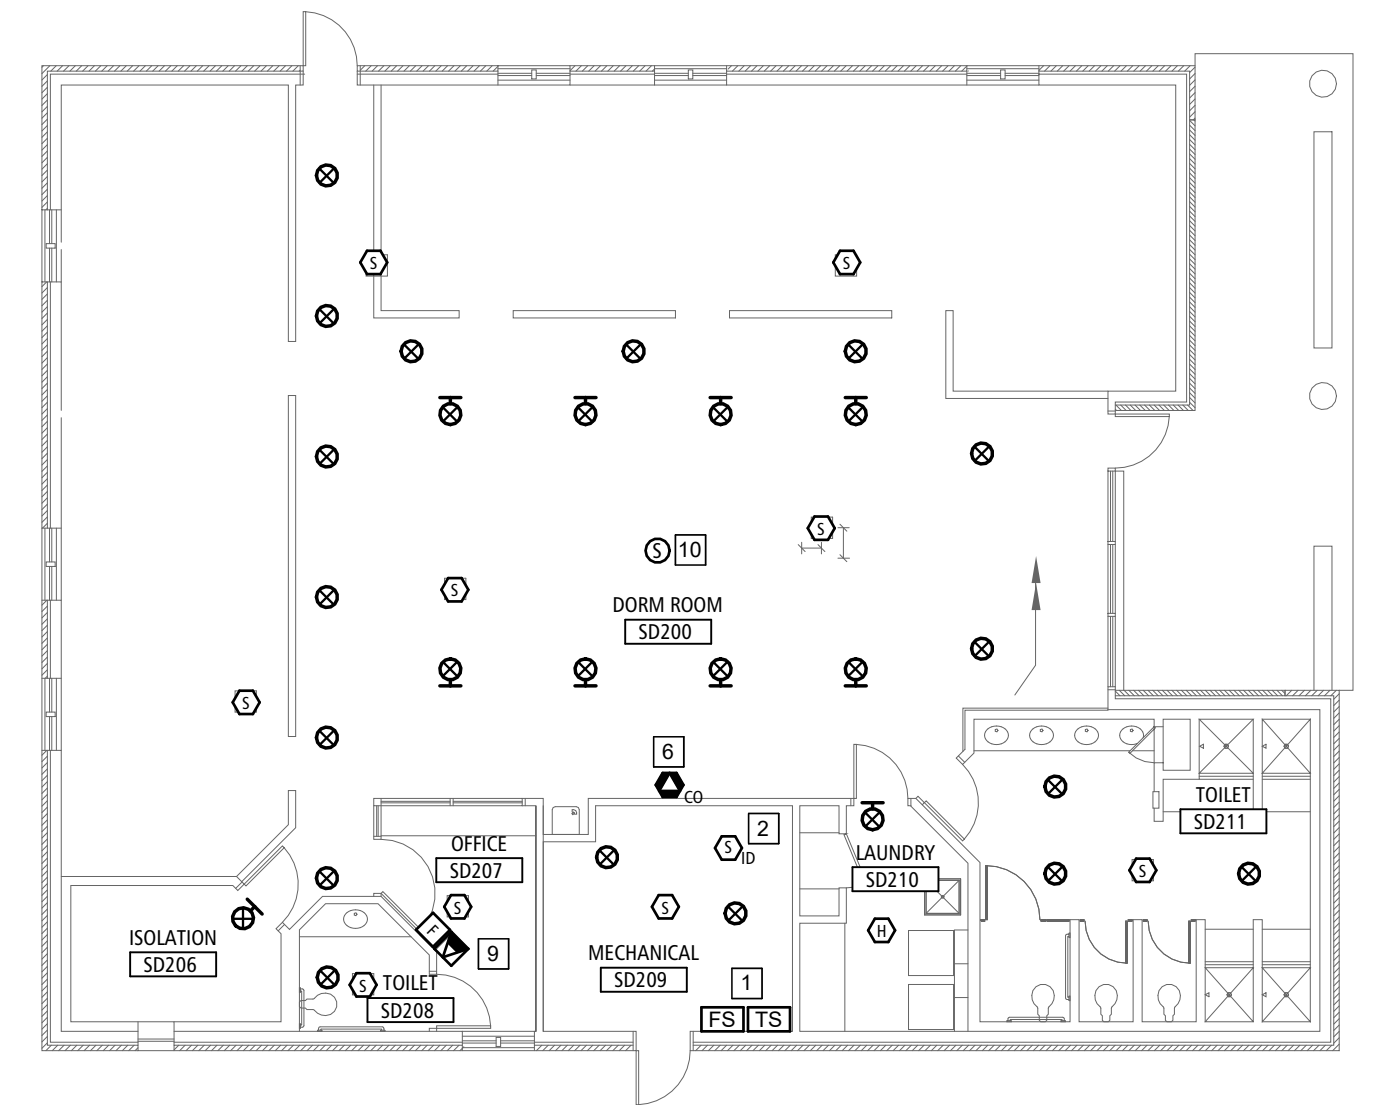 S
S
S
S 10
S
DORM ROOM
SD200
S
6
CO
2
S ID
OFFICE
SD207
S
F
9
S
MECHANICAL
SD209
1
FS TS
LAUNDRY
SD210
H
TOILET
SD211
S
ISOLATION
SD206
S TOILET
SD208